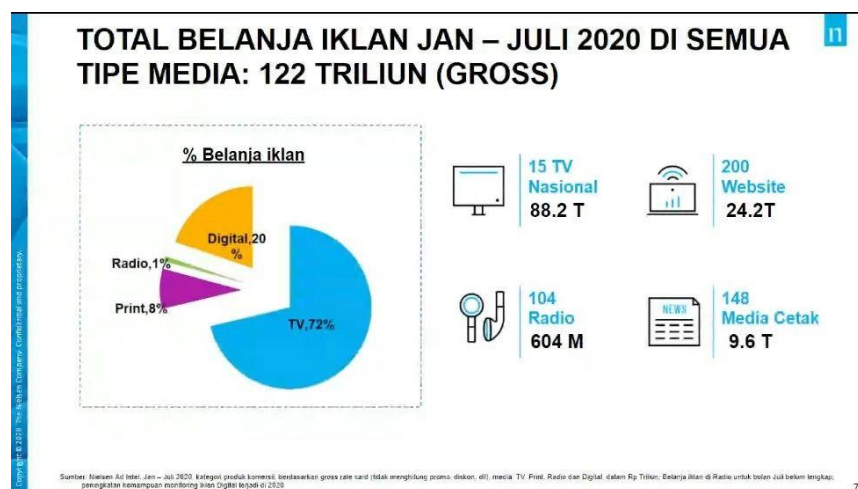 TOTAL BELANJA IKLAN JAN – JULI 2020 DI SEMUA
TIPE MEDIA: 122 TRILIUN (GROSS)
n
% Belanja iklan
Digital,20
%
Radio,1%
Print,8%
TV,72%
15 TV
Nasional
88.2 T
200
Website
24.2T
104
Radio
604 M
NEWS
148
Media Cetak
9.6 T
Sumber: Nielsen Ad Intel, Jan – Juli 2020, kategori produk komersil, berdasarkan gross rate card (tidak menghitung promo, diskon, dll), media TV, Print, Radio dan Digital, dalam Rp Triliun; Belanja iklan di Radio untuk bulan Juli belum lengkap,
peningkatan kemampuan monitoring iklan Digital terjadi di 2020
7
Copyright © 2020 The Nielsen Company. Confidential and proprietary.